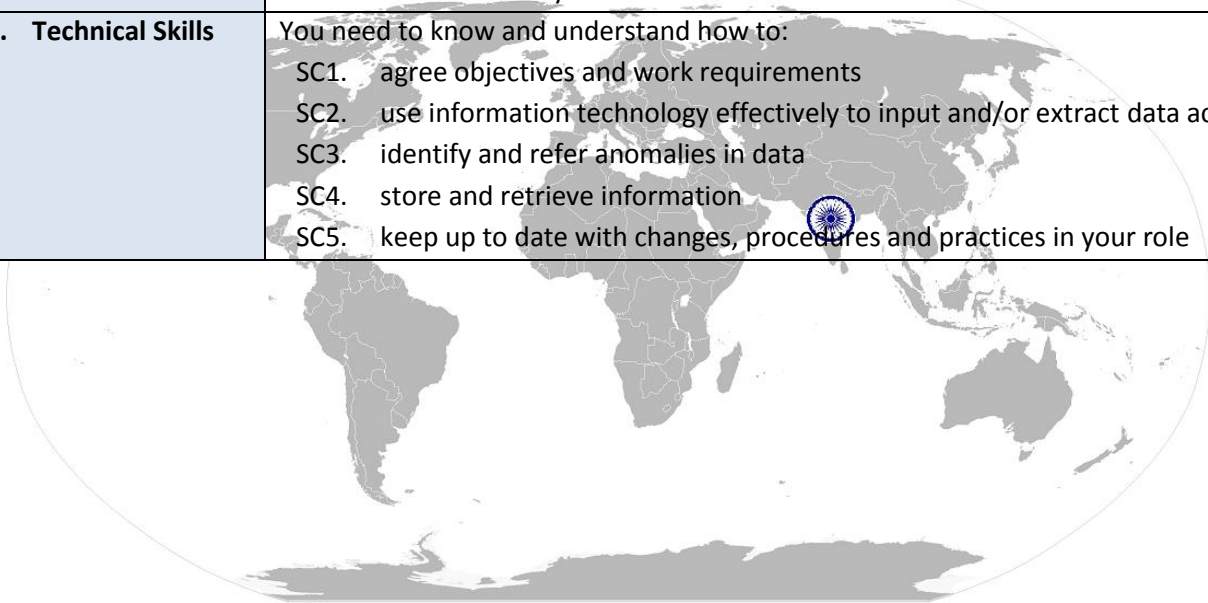 . Technical Skills
You need to know and understand how to:
SC1. agree objectives and work requirements
SC2. use information technology effectively to input and/or extract data
SC3. identify and refer anomalies in data
SC4. store and retrieve information
SC5. keep up to date with changes, procedures and practices in your role